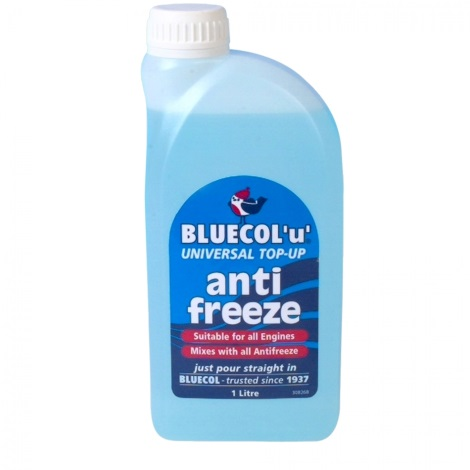 BLUECOL'u'
UNIVERSAL TOP-UP
anti
freeze
Suitable for all Engines
Mixes with all Antifreeze
just pour straight in
BLUECOL - trusted since 1937
1 Litre